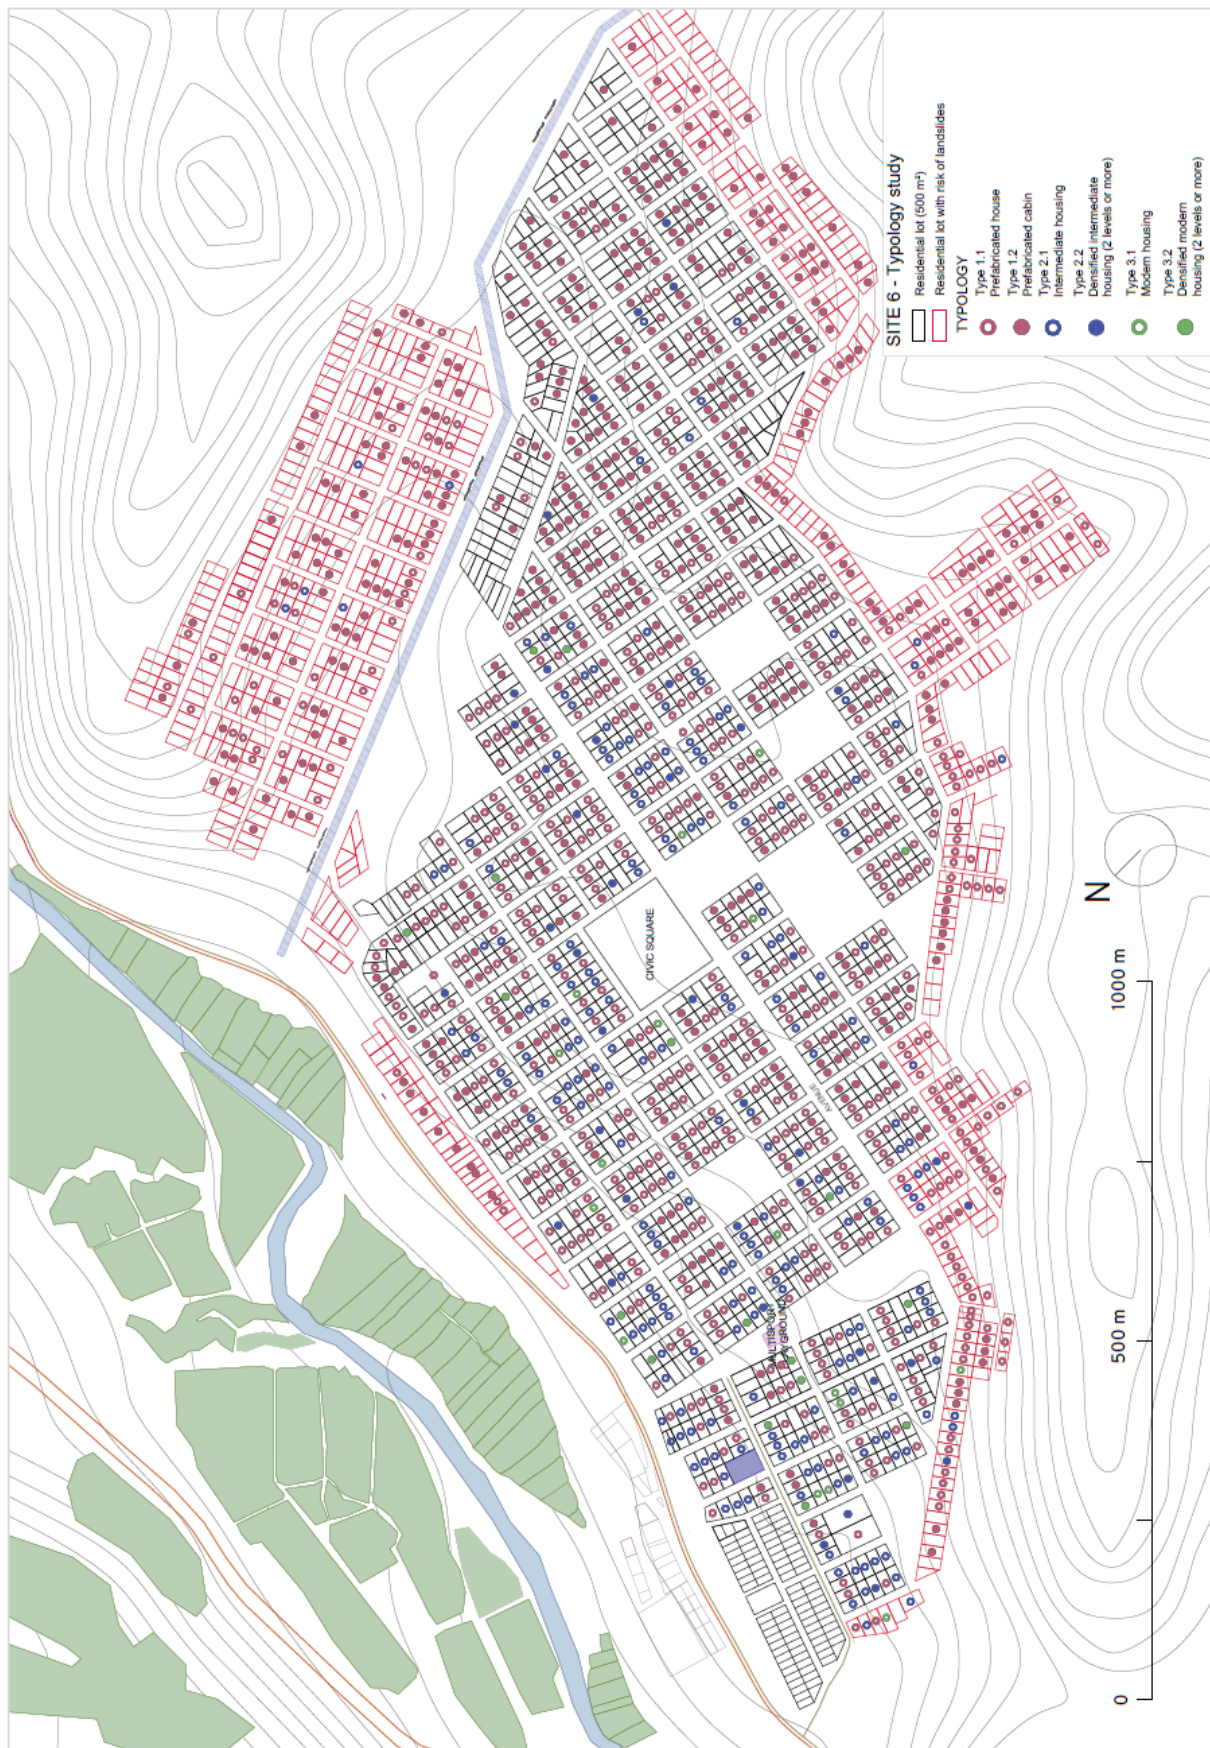 SITE 6 - Typology study
Residential lot (500 m²)
Residential lot with risk of landslides
TYPOLOGY
Type 1.1
Prefabricated house
Type 1.2
Prefabricated cabin
Type 2.1
Intermediate housing
Type 2.2
Densified intermediate
housing (2 levels or more)
Type 3.1
Modern housing
Type 3.2
Densified modern
housing (2 levels or more)
CIVIC SQUARE
AVENUE
MULTISPORT
PLAYGROUND
N
0
500 m
1000 m